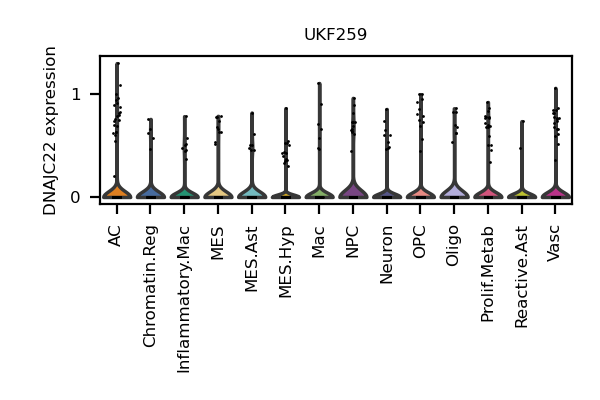 UKF259
DNAJC22 expression
1
0
AC
Chromatin.Reg
Inflammatory.Mac
MES
MES.Ast
MES.Hyp
Mac
NPC
Neuron
OPC
Oligo
Prolif.Metab
Reactive.Ast
Vasc